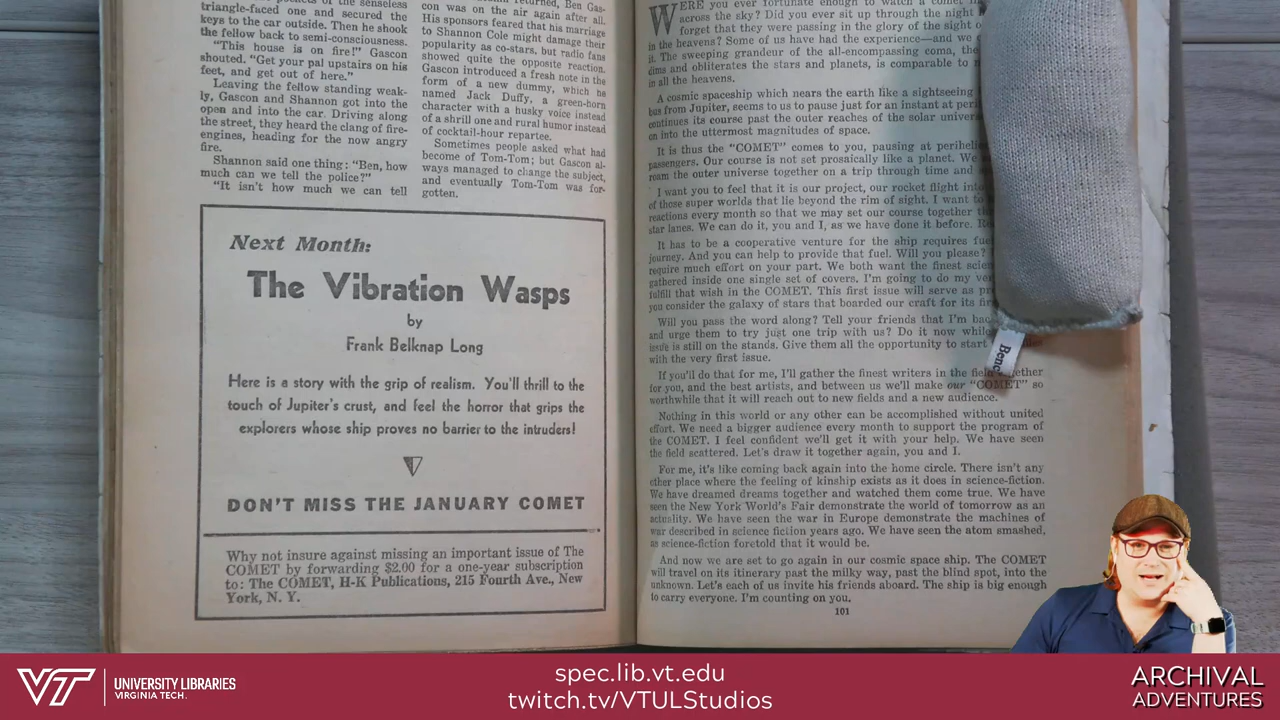 triangle-faced one and secured the
keys to the car outside. Then he shook
the fellow back to semi-consciousness.
"This house is on fire!" Gascon
shouted. "Get your pal upstairs on his
feet, and get out of here."
Leaving the fellow standing weak-
ly, Gascon and Shannon got into the
open and into the car. Driving along
the street, they heard the clang of fire-
engines, heading for the now angry
fire.
Shannon said one thing: "Ben, how
much can we tell the police?"
"It isn't how much we can tell
con was on the air again after all.
His sponsors feared that his marriage
to Shannon Cole might damage their
popularity as co-stars, but radio fans
showed quite the opposite reaction.
Gascon introduced a fresh note in the
form of a new dummy, which he
named Jack Duffy, a green-horn
character with a husky voice instead
of a shrill one and rural humor instead
of cocktail-hour repartee.
Sometimes people asked what had
become of Tom-Tom; but Gascon al-
ways managed to change the subject,
and eventually Tom-Tom was for-
gotten.
Next Month:
The Vibration Wasps
by
Frank Belknap Long
Here is a story with the grip of realism. You'll thrill to the
touch of Jupiter's crust, and feel the horror that grips the
explorers whose ship proves no barrier to the intruders!
DON'T MISS THE JANUARY COMET
Why not insure against missing an important issue of The
COMET by forwarding $2.00 for a one-year subscription
to: The COMET, H-K Publications, 215 Fourth Ave., New
York, N. Y.
WERE you ever fortunate enough to watch a comet
across the sky? Did you ever sit up through the night
forget that they were passing in the glory of the sight of
in the heavens? Some of us have had the experience—and we
it. The sweeping grandeur of the all-encompassing coma, the
dims and obliterates the stars and planets, is comparable to
in all the heavens.
A cosmic spaceship which nears the earth like a sightseeing
bus from Jupiter, seems to us to pause just for an instant at
continues its course past the outer reaches of the solar
on into the uttermost magnitudes of space.
It is thus the "COMET" comes to you, pausing at
passengers. Our course is not set prosaically like a planet. We
roam the outer universe together on a trip through time and
I want you to feel that it is our project, our rocket flight
of those super worlds that lie beyond the rim of sight. I want
reactions every month so that we may set our course together
star lanes. We can do it, you and I, as we have done it before.
It has to be a cooperative venture for the ship requires
journey. And you can help to provide that fuel. Will you please?
require much effort on your part. We both want the finest
gathered inside one single set of covers. I'm going to do my
fulfill that wish in the COMET. This first issue will serve as
you consider the galaxy of stars that boarded our craft for its
Will you pass the word along? Tell your friends that I'm
and urge them to try just one trip with us? Do it now while
issue is still on the stands. Give them all the opportunity to start
with the very first issue.
If you'll do that for me, I'll gather the finest writers in the field together
for you, and the best artists, and between us we'll make our "COMET" so
worthwhile that it will reach out to new fields and a new audience.
Nothing in this world or any other can be accomplished without united
effort. We need a bigger audience every month to support the program of
the COMET. I feel confident we'll get it with your help. We have seen
the field scattered. Let's draw it together again, you and I.
For me, it's like coming back again into the home circle. There isn't any
other place where the feeling of kinship exists as it does in science-fiction.
We have dreamed dreams together and watched them come true. We have
seen the New York World's Fair demonstrate the world of tomorrow as an
actuality. We have seen the war in Europe demonstrate the machines of
war described in science fiction years ago. We have seen the atom smashed,
as science-fiction foretold that it would be.
And now we are set to go again in our cosmic space ship. The COMET
will travel on its itinerary past the milky way, past the blind spot, into the
unknown. Let's each of us invite his friends aboard. The ship is big enough
to carry everyone. I'm counting on you.
101
Benc
VT
UNIVERSITY LIBRARIES
VIRGINIA TECH.
spec.lib.vt.edu
twitch.tv/VTULStudios
ARCHIVAL
ADVENTURES